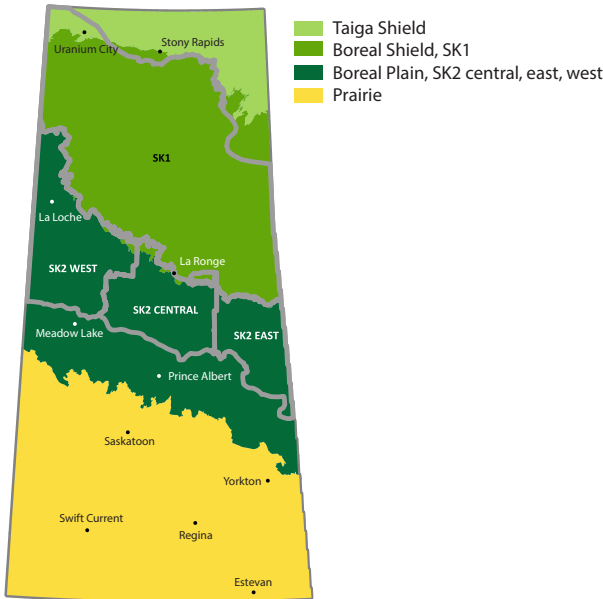 Taiga Shield
Boreal Shield, SK1
Boreal Plain, SK2 central, east, west
Prairie
Uranium City
Stony Rapids
SK1
La Loche
La Ronge
SK2 WEST
SK2 CENTRAL
SK2 EAST
Meadow Lake
Prince Albert
Saskatoon
Yorkton
Swift Current
Regina
Estevan